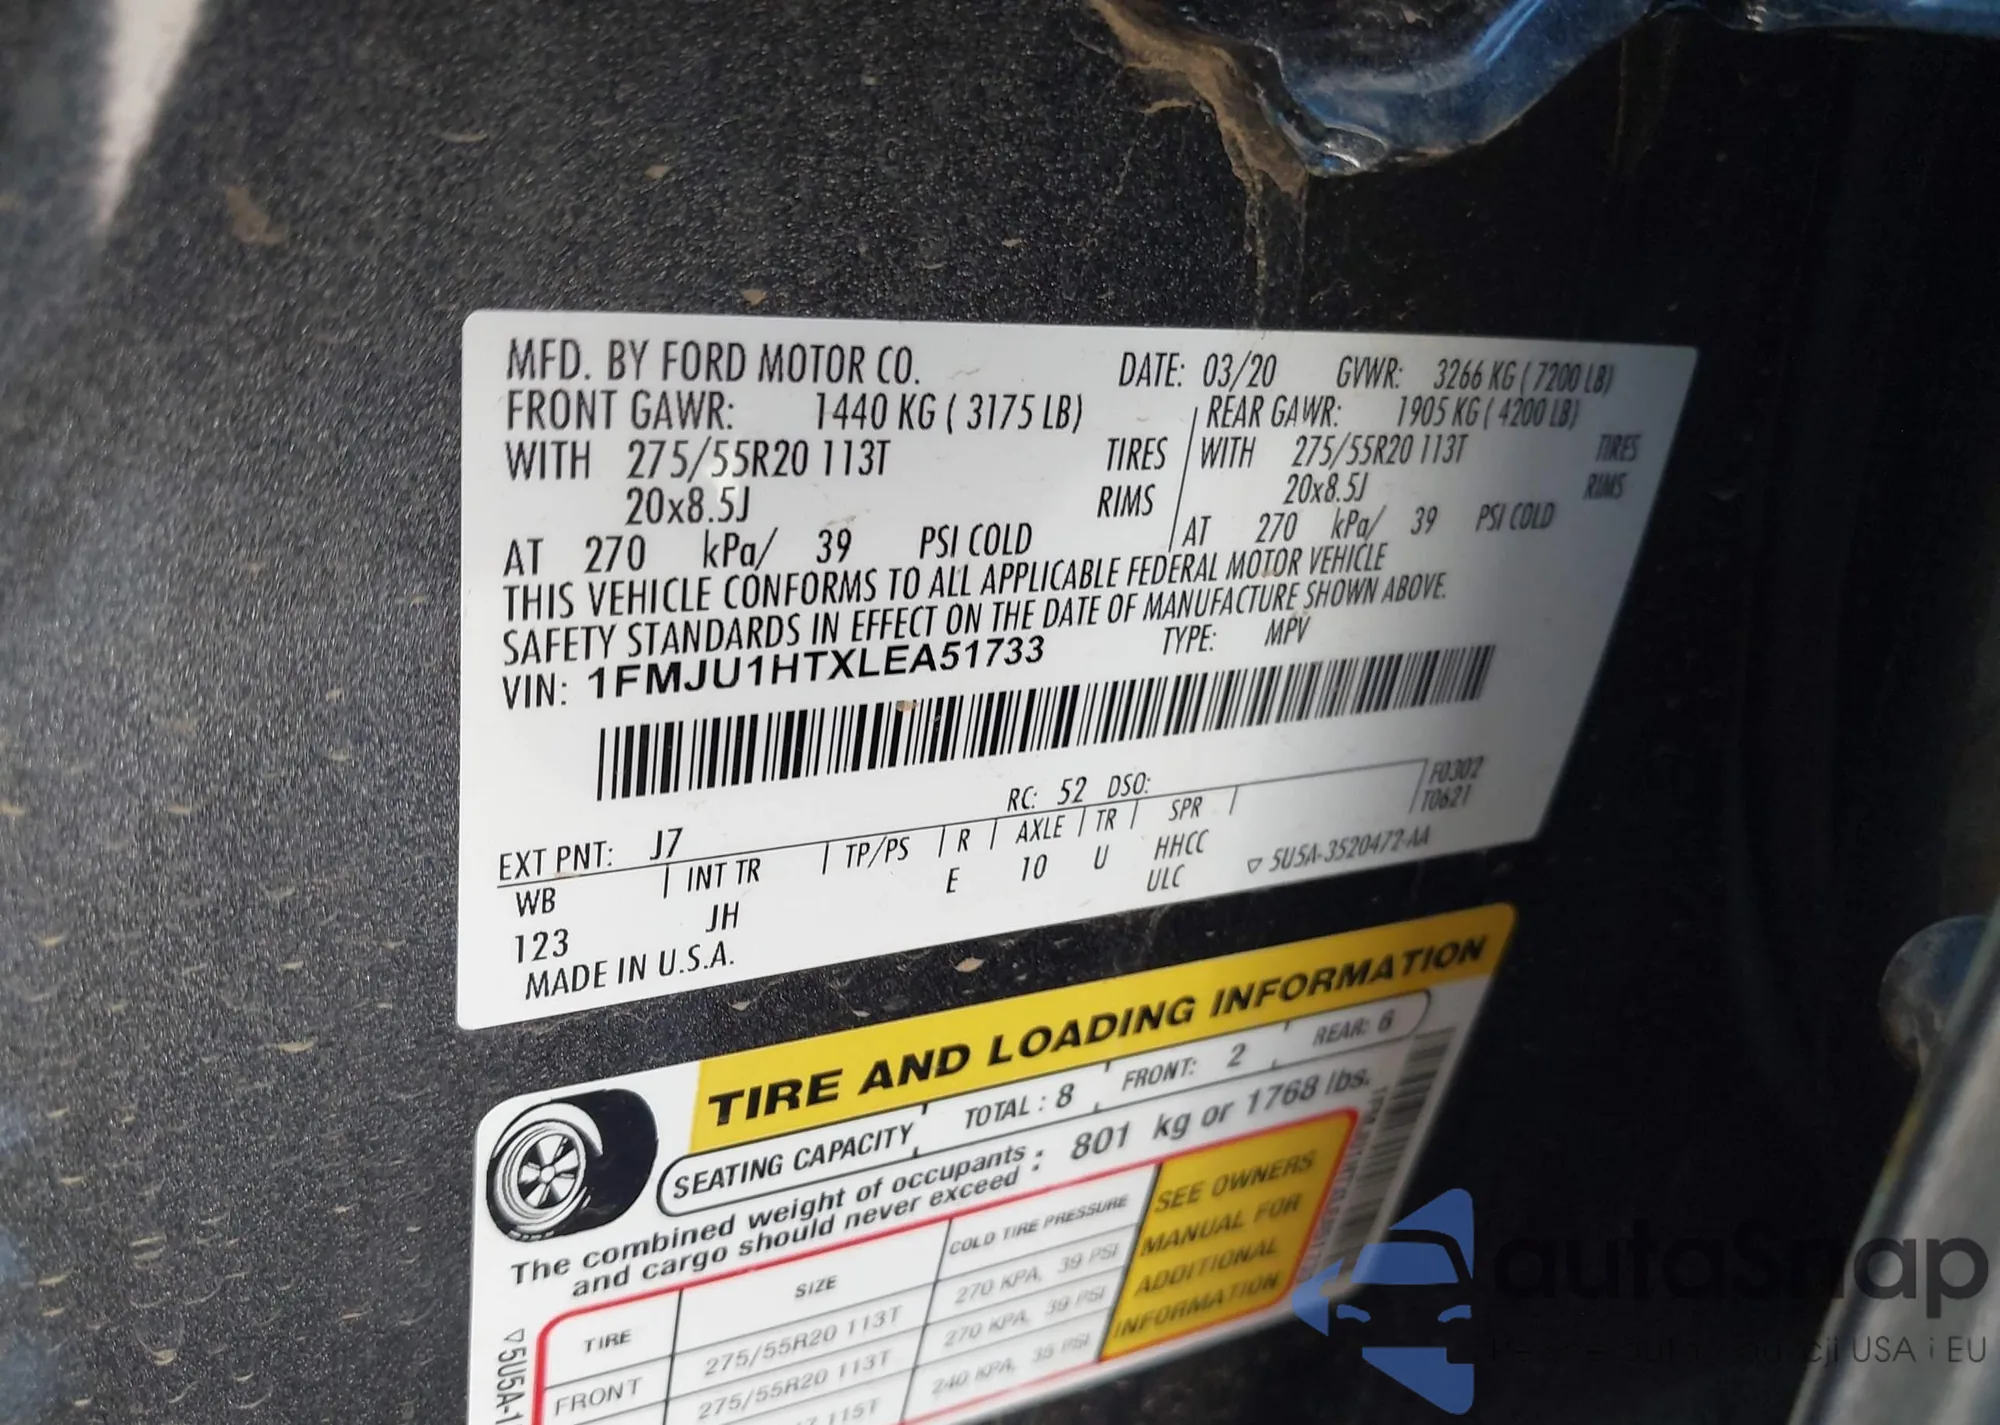 MFD. BY FORD MOTOR CO. DATE: 03/20 GVWR: 3266 KG ( 7200 LB)
FRONT GAWR: 1440 KG ( 3175 LB) REAR GAWR: 1905 KG ( 4200 LB)
WITH 275/55R20 113T TIRES WITH 275/55R20 113T TIRES
20x8.5J RIMS 20x8.5J RIMS
AT 270 kPa/ 39 PSI COLD AT 270 kPa/ 39 PSI COLD
THIS VEHICLE CONFORMS TO ALL APPLICABLE FEDERAL MOTOR VEHICLE
SAFETY STANDARDS IN EFFECT ON THE DATE OF MANUFACTURE SHOWN ABOVE.
VIN: 1FMJU1HTXLEA51733 TYPE: MPV
F0302
T0621
RC: 52 DSO:
EXT PNT: J7
WB INT TR TP/PS R AXLE TR SPR
123 JH E 10 U HHCC
ULC
▽ 5U5A-3520472-AA
MADE IN U.S.A.
TIRE AND LOADING INFORMATION
SEATING CAPACITY TOTAL : 8 FRONT: 2 REAR: 6
The combined weight of occupants and cargo should never exceed : 801 kg or 1768 lbs.
TIRE SIZE COLD TIRE PRESSURE
FRONT 275/55R20 113T 270 KPA, 39 PSI
275/55R20 113T 270 KPA, 39 PSI
115T 240 KPA, 35 PSI
SEE OWNERS
MANUAL FOR
ADDITIONAL
INFORMATION
▽5U5A-1
autoSnap
USA i EU